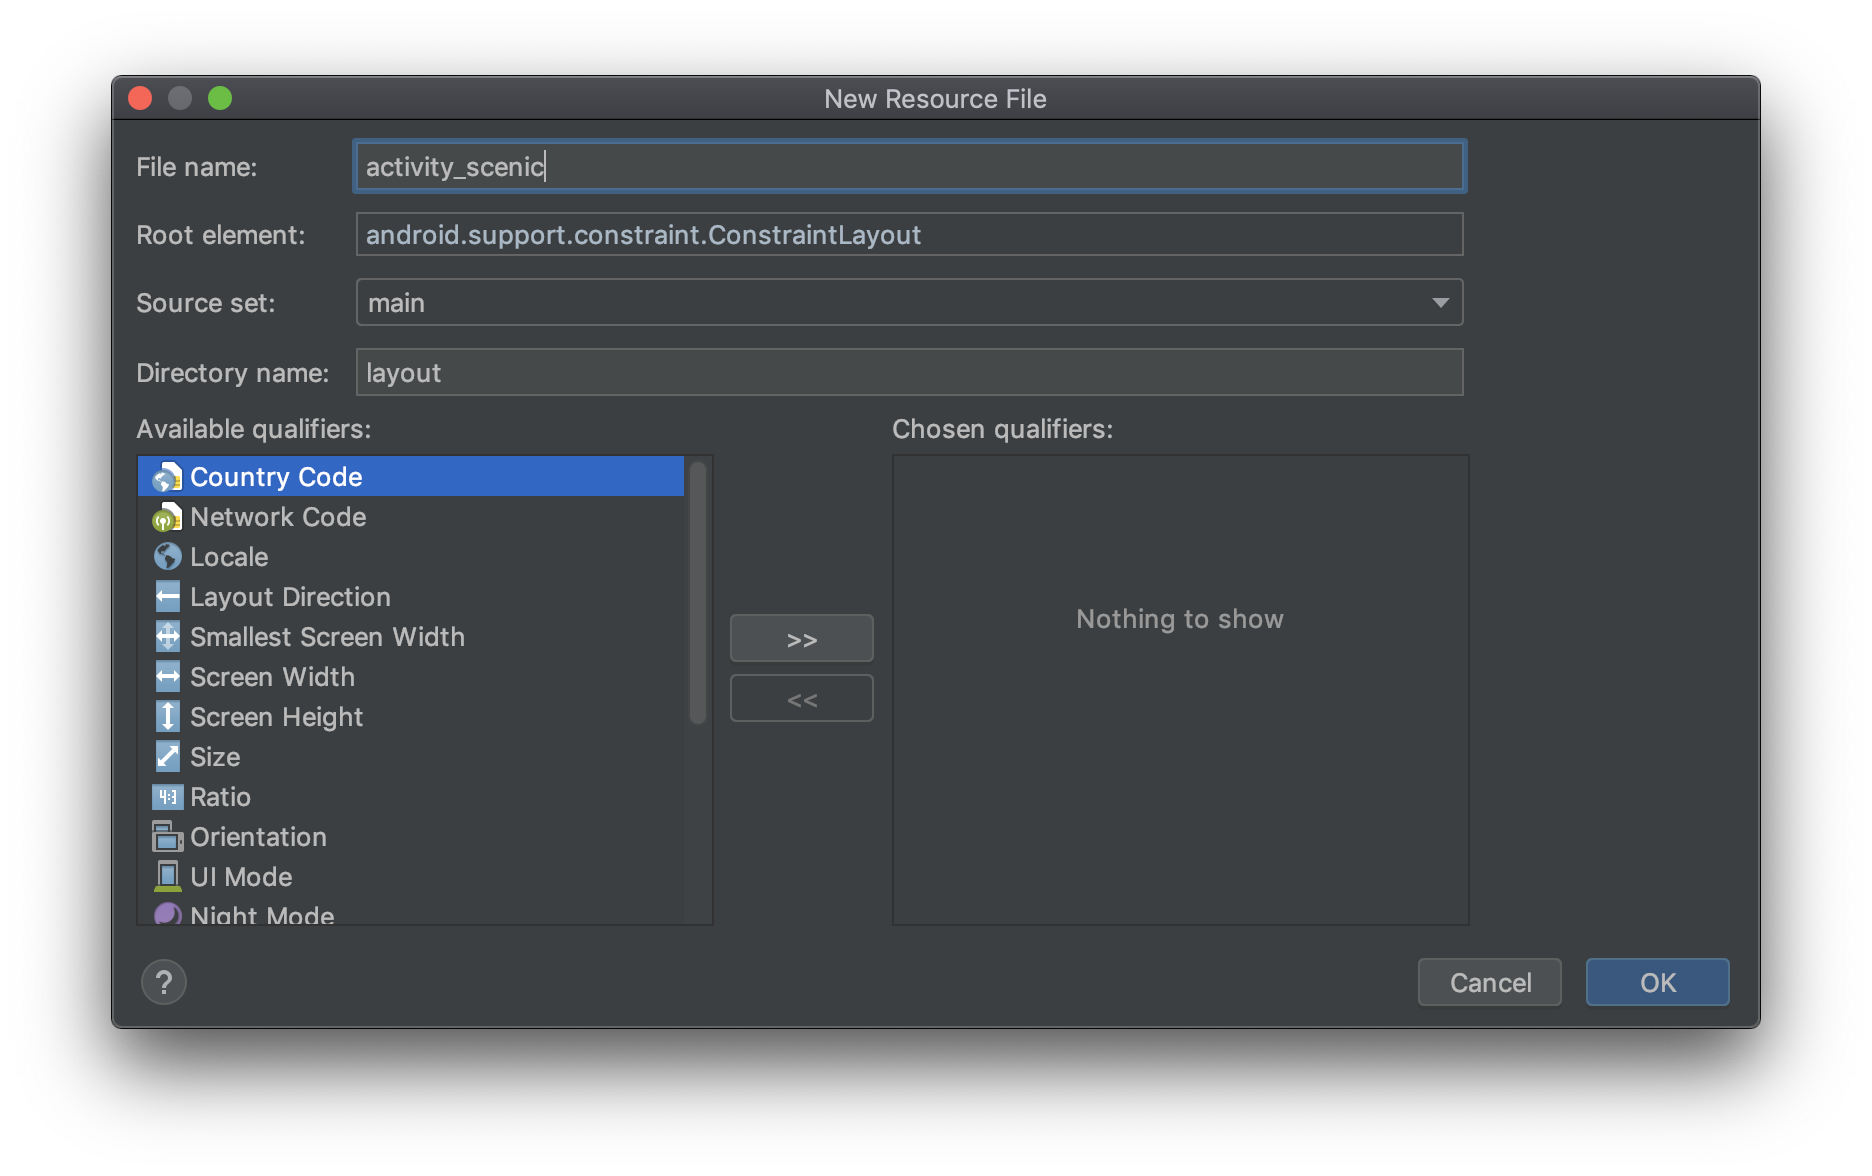 New Resource File
File name:
activity_scenic
Root element:
android.support.constraint.ConstraintLayout
Source set:
main
Directory name:
layout
Available qualifiers:
Chosen qualifiers:
Country Code
Network Code
Locale
Layout Direction
Smallest Screen Width
Screen Width
Screen Height
Size
4:3
Ratio
Orientation
UI Mode
Night Mode
>>
<<
Nothing to show
?
Cancel
OK